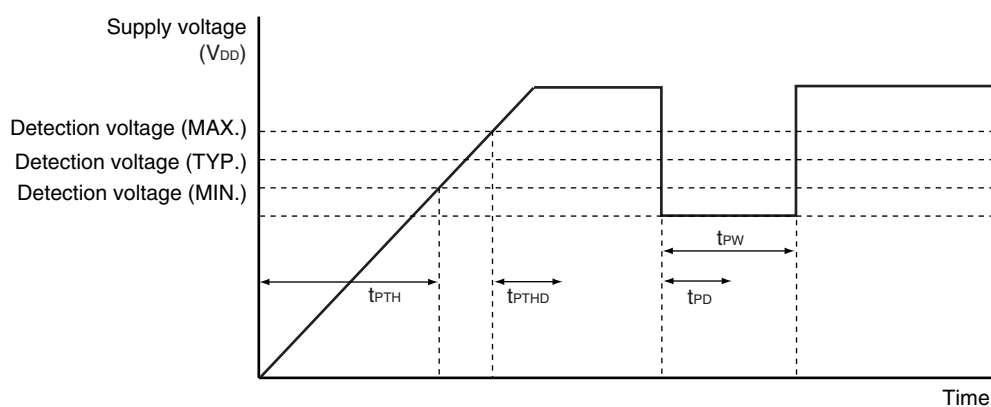 Supply voltage
(VDD)
Detection voltage (MAX.)
Detection voltage (TYP.)
Detection voltage (MIN.)
tPW
tPTH
tPTHD
tPD
Time